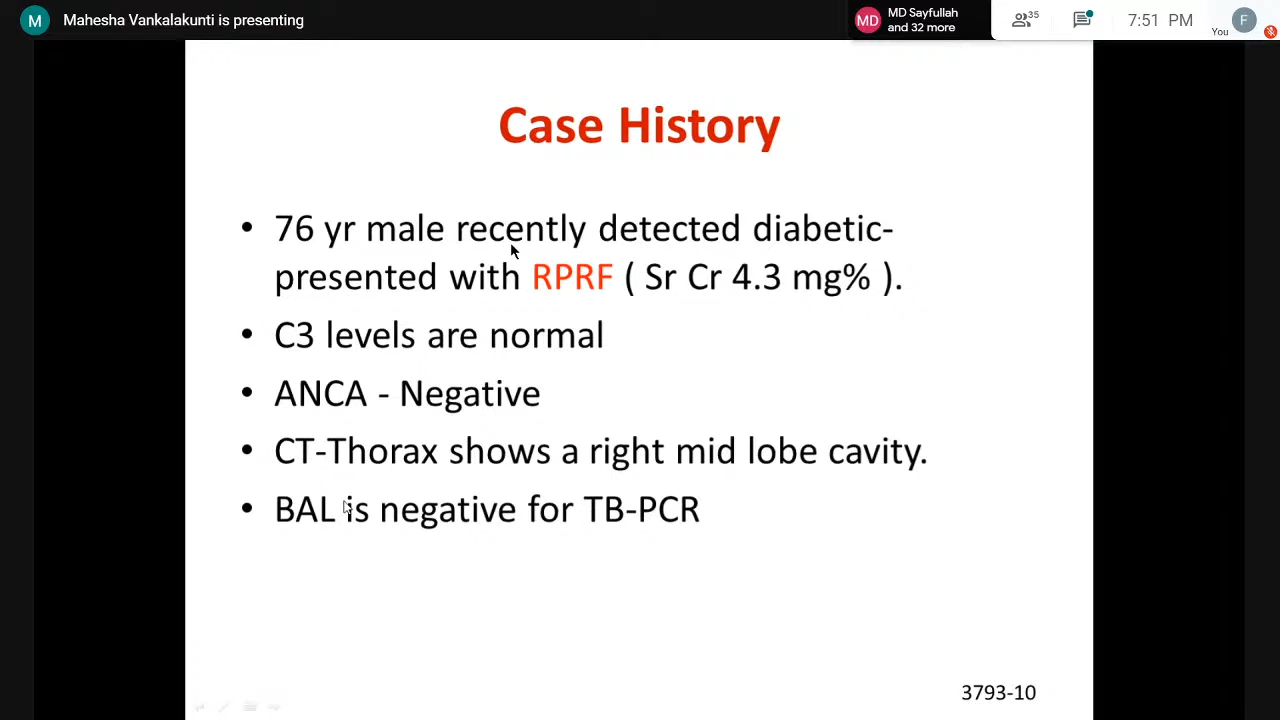 M Mahesha Vankalakunti is presenting
MD MD Sayfullah
and 32 more
35
7:51 PM
You
F
Case History
• 76 yr male recently detected diabetic-
presented with RPRF ( Sr Cr 4.3 mg% ).
• C3 levels are normal
• ANCA - Negative
• CT-Thorax shows a right mid lobe cavity.
• BAL is negative for TB-PCR
3793-10